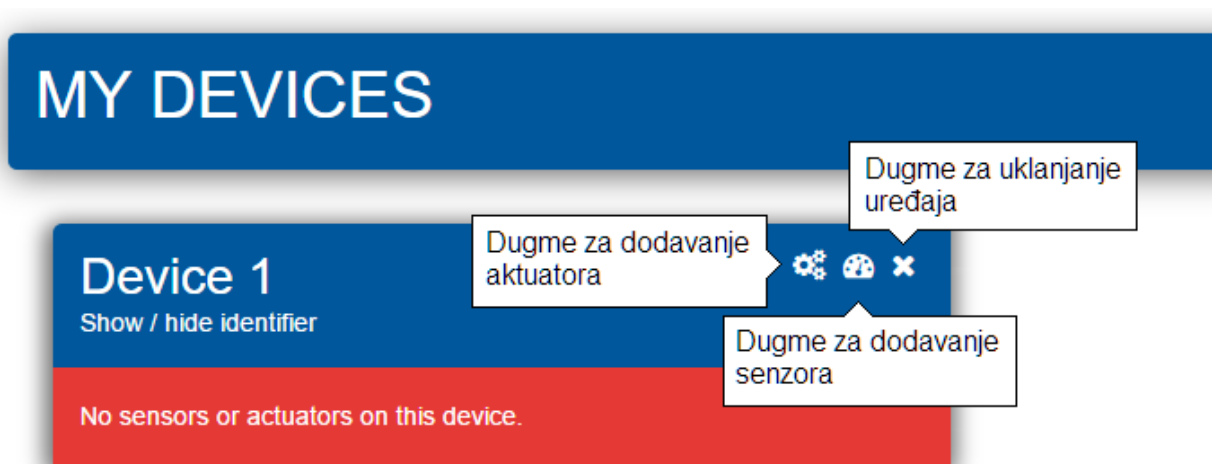 MY DEVICES
Dugme za uklanjanje
uređaja
Dugme za dodavanje
aktuatora
Device 1
Show / hide identifier
Dugme za dodavanje
senzora
No sensors or actuators on this device.